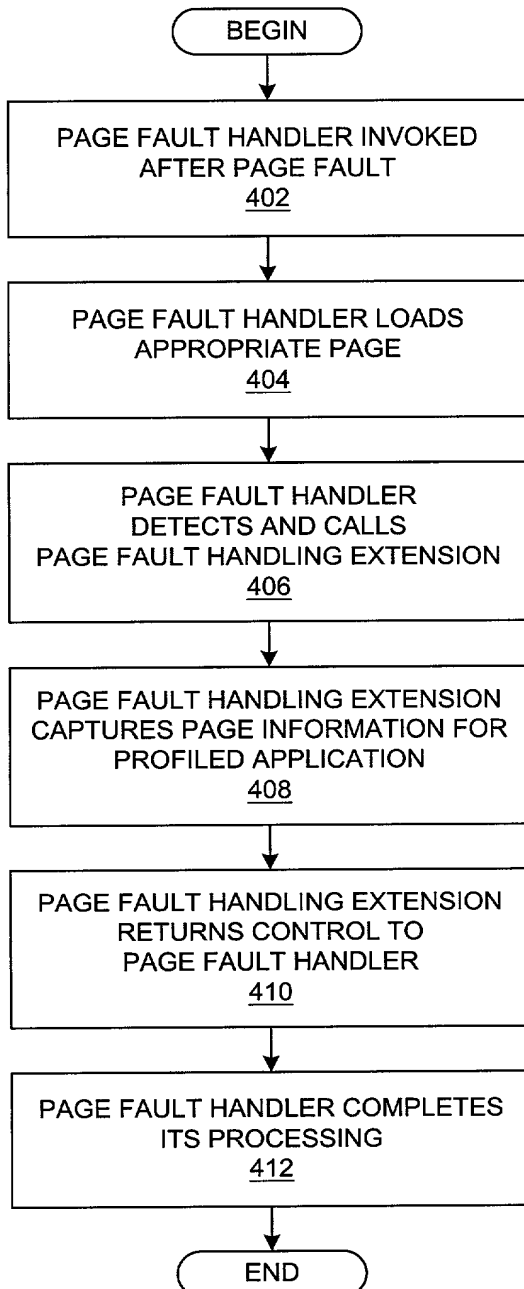 BEGIN
PAGE FAULT HANDLER INVOKED
AFTER PAGE FAULT
402
PAGE FAULT HANDLER LOADS
APPROPRIATE PAGE
404
PAGE FAULT HANDLER
DETECTS AND CALLS
PAGE FAULT HANDLING EXTENSION
406
PAGE FAULT HANDLING EXTENSION
CAPTURES PAGE INFORMATION FOR
PROFILED APPLICATION
408
PAGE FAULT HANDLING EXTENSION
RETURNS CONTROL TO
PAGE FAULT HANDLER
410
PAGE FAULT HANDLER COMPLETES
ITS PROCESSING
412
END